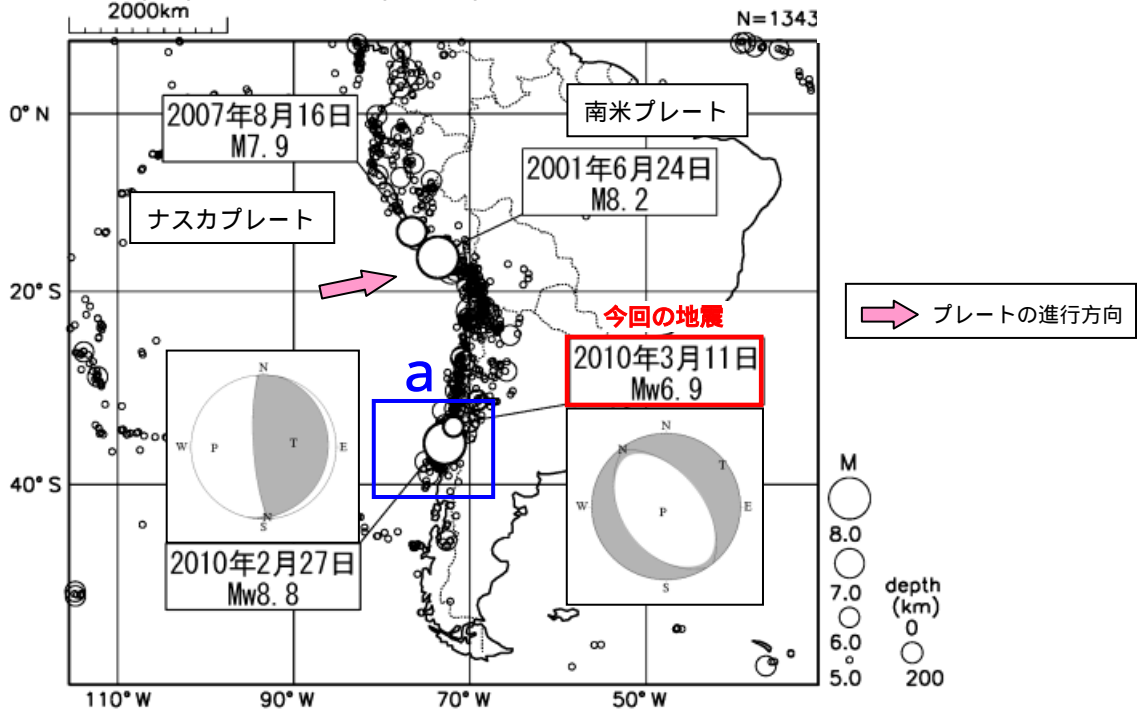 2000km
N=1343
0°N
2007年8月16日
M7.9
南米プレート
2001年6月24日
M8.2
ナスカプレート
20°S
プレートの進行方向
今回の地震
2010年3月11日
Mw6.9
a
N
W P T E
N
S
N
N T
W P E
S
40°S
2010年2月27日
Mw8.8
M
8.0
7.0
6.0
5.0
depth
(km)
0
200
110°W 90°W 70°W 50°W